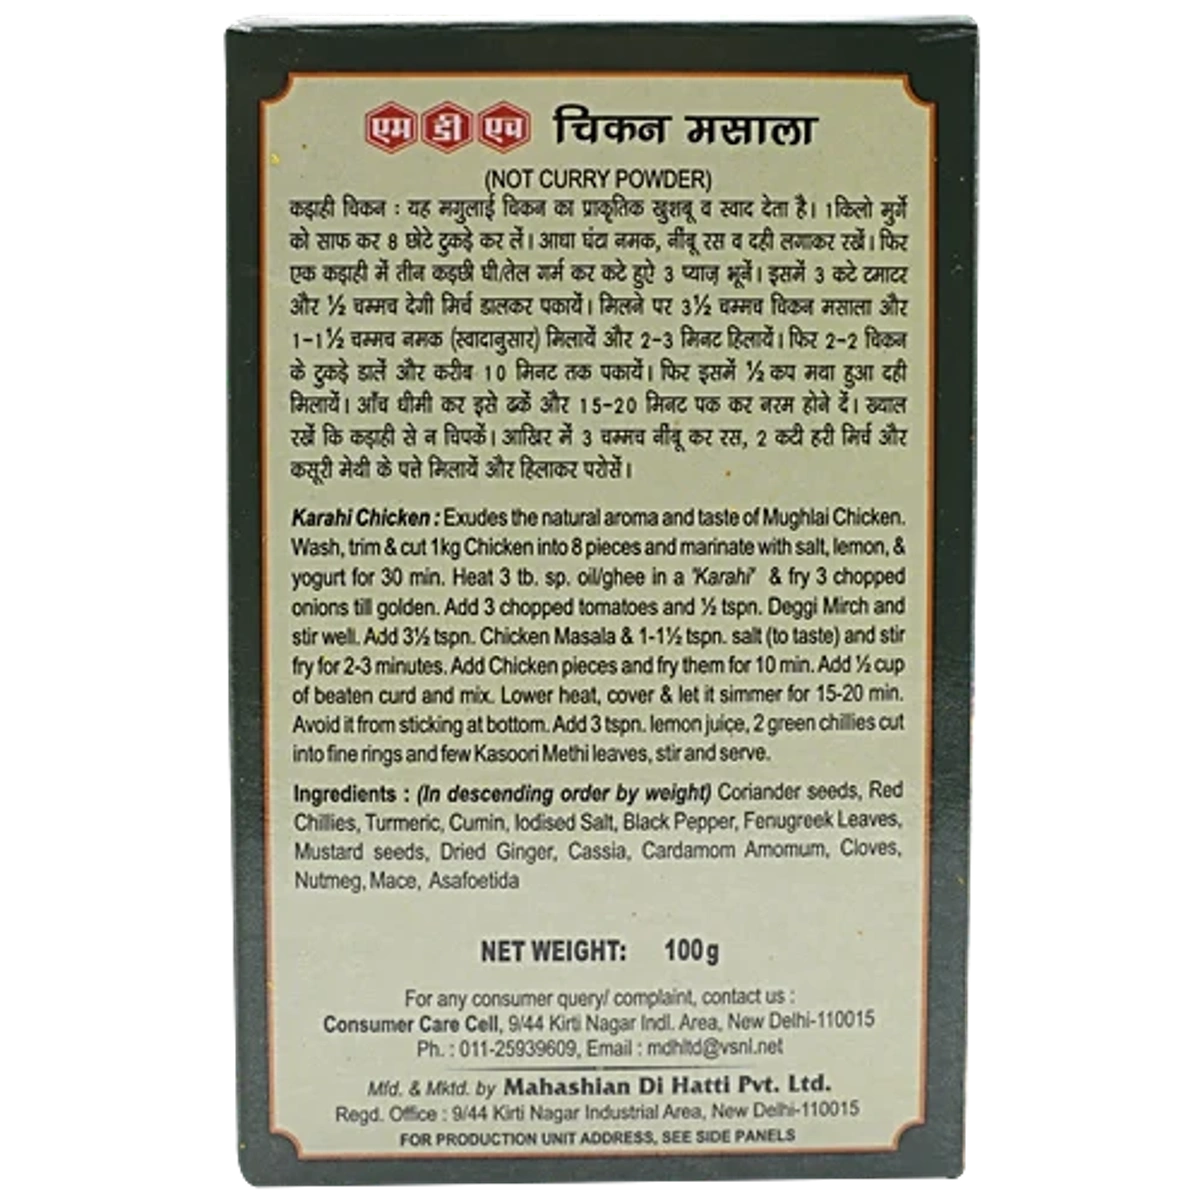 एम डी एच चिकन मसाला
(NOT CURRY POWDER)
कड़ाही चिकन : यह मगुलाई चिकन का प्राकृतिक खुशबू व स्वाद देता है। 1किलो मुर्गे
को साफ कर 8 छोटे टुकड़े कर लें। आधा घंटा नमक, नींबू रस व दही लगाकर रखें। फिर
एक कड़ाही में तीन कड़छी घी/तेल गर्म कर कटे हुऐ 3 प्याज़ भूनें। इसमें 3 कटे टमाटर
और ½ चम्मच देगी मिर्च डालकर पकायें। मिलने पर 3½ चम्मच चिकन मसाला और
1-1½ चम्मच नमक (स्वादानुसार) मिलायें और 2-3 मिनट हिलायें। फिर 2-2 चिकन
के टुकड़े डालें और करीब 10 मिनट तक पकायें। फिर इसमें ½ कप मथा हुआ दही
मिलायें। आँच धीमी कर इसे ढकें और 15-20 मिनट पक कर नरम होने दें। ख्याल
रखें कि कड़ाही से न चिपकें। आखिर में 3 चम्मच नींबू कर रस, 2 कटी हरी मिर्च और
कसूरी मेथी के पत्ते मिलायें और हिलाकर परोसें।
Karahi Chicken : Exudes the natural aroma and taste of Mughlai Chicken.
Wash, trim & cut 1kg Chicken into 8 pieces and marinate with salt, lemon, &
yogurt for 30 min. Heat 3 tb. sp. oil/ghee in a "Karahi" & fry 3 chopped
onions till golden. Add 3 chopped tomatoes and ½ tspn. Deggi Mirch and
stir well. Add 3½ tspn. Chicken Masala & 1-1½ tspn. salt (to taste) and stir
fry for 2-3 minutes. Add Chicken pieces and fry them for 10 min. Add ½ cup
of beaten curd and mix. Lower heat, cover & let it simmer for 15-20 min.
Avoid it from sticking at bottom. Add 3 tspn. lemon juice, 2 green chillies cut
into fine rings and few Kasoori Methi leaves, stir and serve.
Ingredients : (In descending order by weight) Coriander seeds, Red
Chillies, Turmeric, Cumin, Iodised Salt, Black Pepper, Fenugreek Leaves,
Mustard seeds, Dried Ginger, Cassia, Cardamom Amomum, Cloves,
Nutmeg, Mace, Asafoetida
NET WEIGHT: 100g
For any consumer query/ complaint, contact us :
Consumer Care Cell, 9/44 Kirti Nagar Indl. Area, New Delhi-110015
Ph. : 011-25939609, Email : mdhltd@vsnl.net
Mfd. & Mktd. by Mahashian Di Hatti Pvt. Ltd.
Regd. Office : 9/44 Kirti Nagar Industrial Area, New Delhi-110015
FOR PRODUCTION UNIT ADDRESS, SEE SIDE PANELS